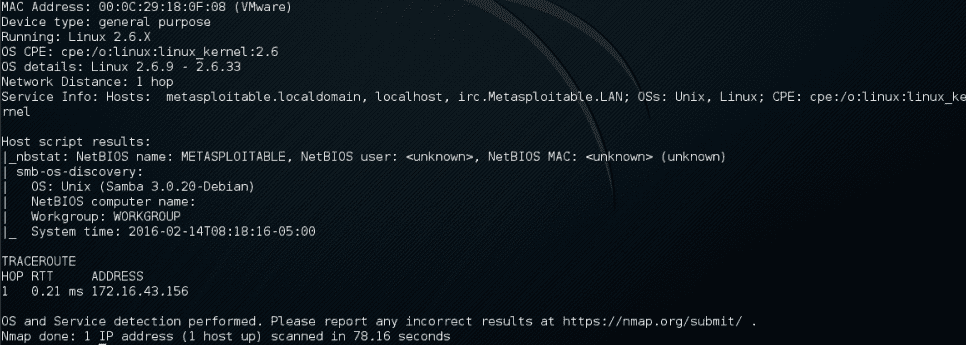 MAC Address: 00:0C:29:18:0F:08 (VMware)
Device type: general purpose
Running: Linux 2.6.X
OS CPE: cpe:/o:linux:linux_kernel:2.6
OS details: Linux 2.6.9 - 2.6.33
Network Distance: 1 hop
Service Info: Hosts:  metasploitable.localdomain, localhost, irc.Metasploitable.LAN; OSs: Unix, Linux; CPE: cpe:/o:linux:linux_ke
rnel

Host script results:
|_nbstat: NetBIOS name: METASPLOITABLE, NetBIOS user: <unknown>, NetBIOS MAC: <unknown> (unknown)
| smb-os-discovery:
|   OS: Unix (Samba 3.0.20-Debian)
|   NetBIOS computer name:
|   Workgroup: WORKGROUP
|_  System time: 2016-02-14T08:18:16-05:00

TRACEROUTE
HOP RTT     ADDRESS
1   0.21 ms 172.16.43.156

OS and Service detection performed. Please report any incorrect results at https://nmap.org/submit/ .
Nmap done: 1 IP address (1 host up) scanned in 78.16 seconds